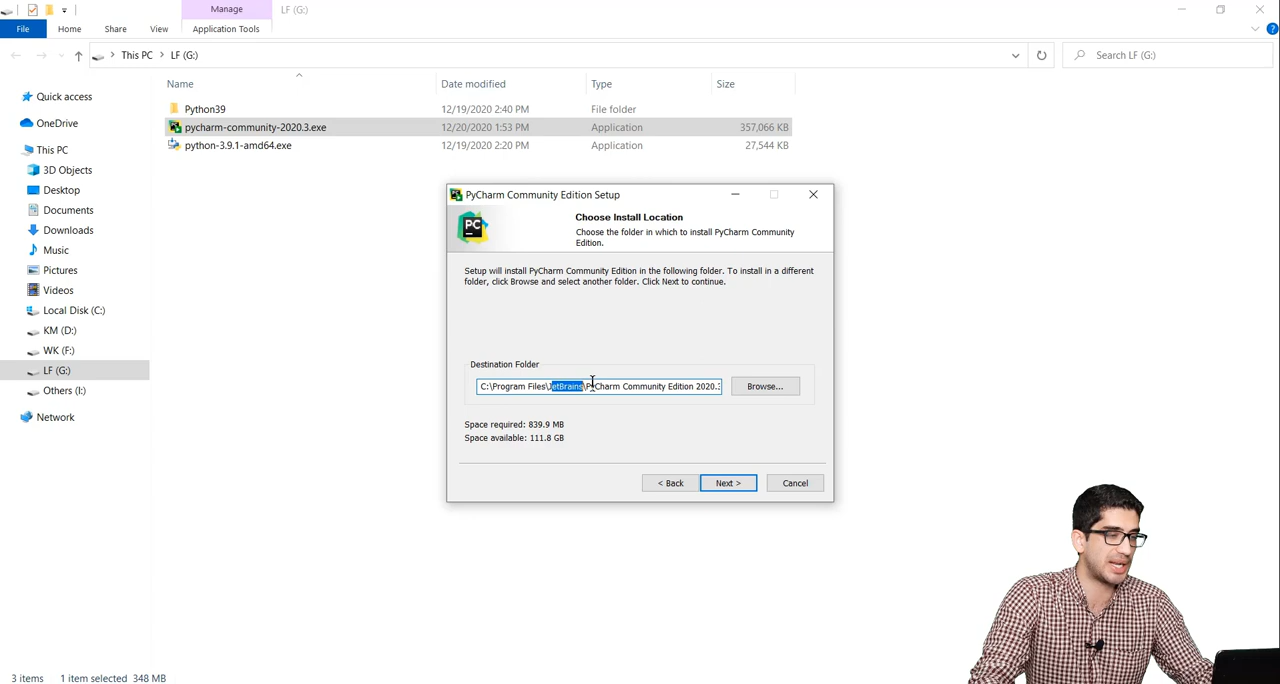 Manage
LF (G:)
File
Home
Share
View
Application Tools
This PC
LF (G:)
Search LF (G:)
Name
Date modified
Type
Size
Quick access
OneDrive
This PC
3D Objects
Desktop
Documents
Downloads
Music
Pictures
Videos
Local Disk (C:)
KM (D:)
WK (F:)
LF (G:)
Others (I:)
Network
Python39 12/19/2020 2:40 PM File folder
pycharm-community-2020.3.exe 12/20/2020 1:53 PM Application 357,066 KB
python-3.9.1-amd64.exe 12/19/2020 2:20 PM Application 27,544 KB
PyCharm Community Edition Setup
PC
Choose Install Location
Choose the folder in which to install PyCharm Community
Edition.
Setup will install PyCharm Community Edition in the following folder. To install in a different
folder, click Browse and select another folder. Click Next to continue.
Destination Folder
C:\Program Files\JetBrains\PyCharm Community Edition 2020.3
Browse...
Space required: 839.9 MB
Space available: 111.8 GB
< Back
Next >
Cancel
3 items 1 item selected 348 MB